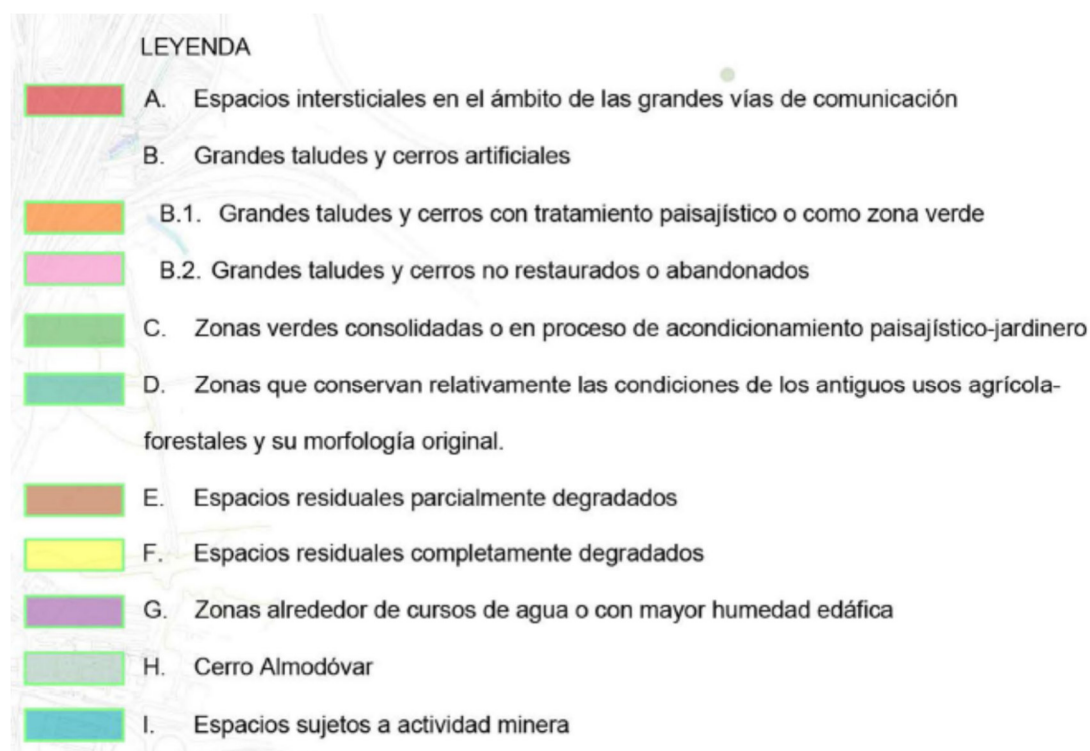 LEYENDA
A. Espacios intersticiales en el ámbito de las grandes vías de comunicación
B. Grandes taludes y cerros artificiales
B.1. Grandes taludes y cerros con tratamiento paisajístico o como zona verde
B.2. Grandes taludes y cerros no restaurados o abandonados
C. Zonas verdes consolidadas o en proceso de acondicionamiento paisajístico-jardinero
D. Zonas que conservan relativamente las condiciones de los antiguos usos agrícola-
forestales y su morfología original.
E. Espacios residuales parcialmente degradados
F. Espacios residuales completamente degradados
G. Zonas alrededor de cursos de agua o con mayor humedad edáfica
H. Cerro Almodóvar
I. Espacios sujetos a actividad minera